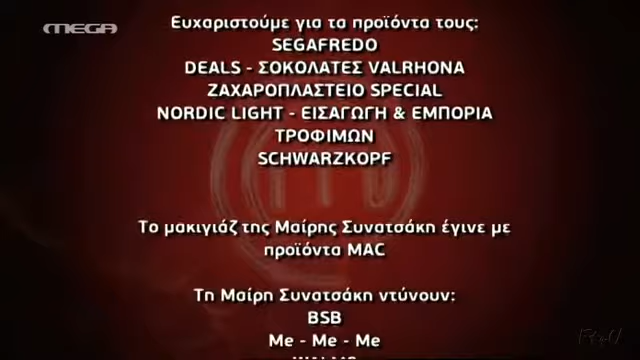 MEGA
Ευχαριστούμε για τα προϊόντα τους:
SEGAFREDO
DEALS - ΣΟΚΟΛΑΤΕΣ VALRHONA
ΖΑΧΑΡΟΠΛΑΣΤΕΙΟ SPECIAL
NORDIC LIGHT - ΕΙΣΑΓΩΓΗ & ΕΜΠΟΡΙΑ
ΤΡΟΦΙΜΩΝ
SCHWARZKOPF
Το μακιγιάζ της Μαίρης Συνατσάκη έγινε με
προϊόντα MAC
Τη Μαίρη Συνατσάκη ντύνουν:
BSB
Me - Me - Me